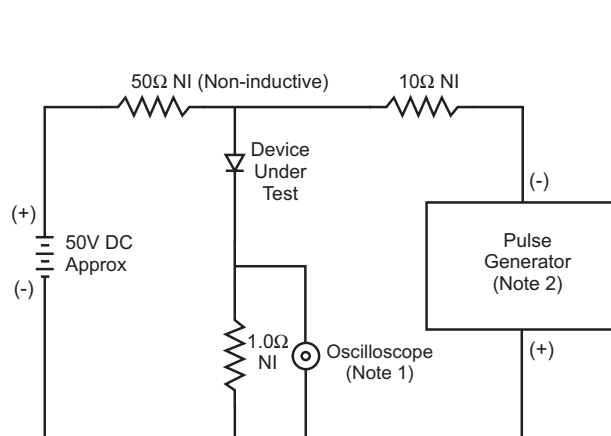 50Ω NI (Non-inductive)
10Ω NI
Device
Under
Test
(-)
(+)
50V DC
Approx
(-)
Pulse
Generator
(Note 2)
1.0Ω
NI
Oscilloscope
(Note 1)
(+)